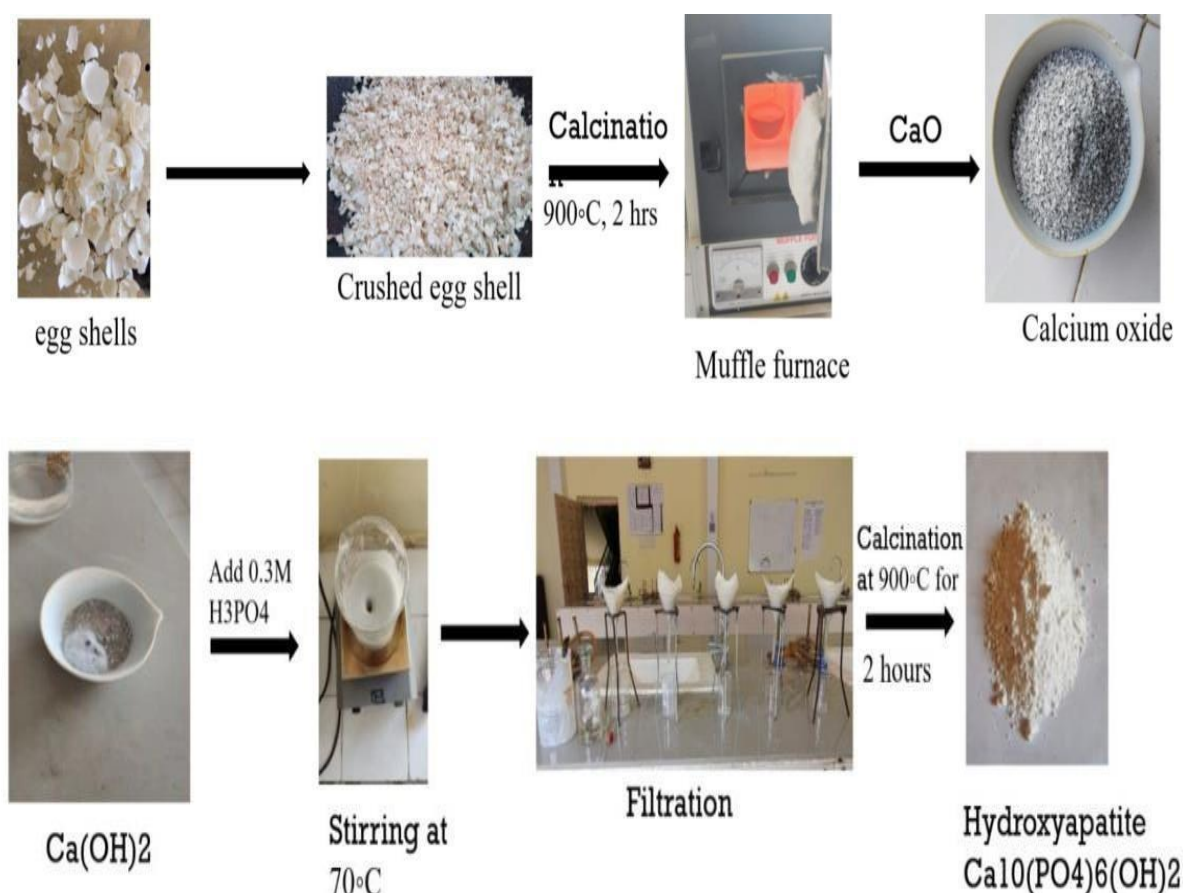 Calcinatio
n
900◦C, 2 hrs
CaO
egg shells
Crushed egg shell
MUFFLE
Muffle furnace
Calcium oxide
Add 0.3M
H3PO4
Calcination
at 900◦C for
2 hours
Ca(OH)2
Stirring at
70◦C
Filtration
Hydroxyapatite
Ca10(PO4)6(OH)2